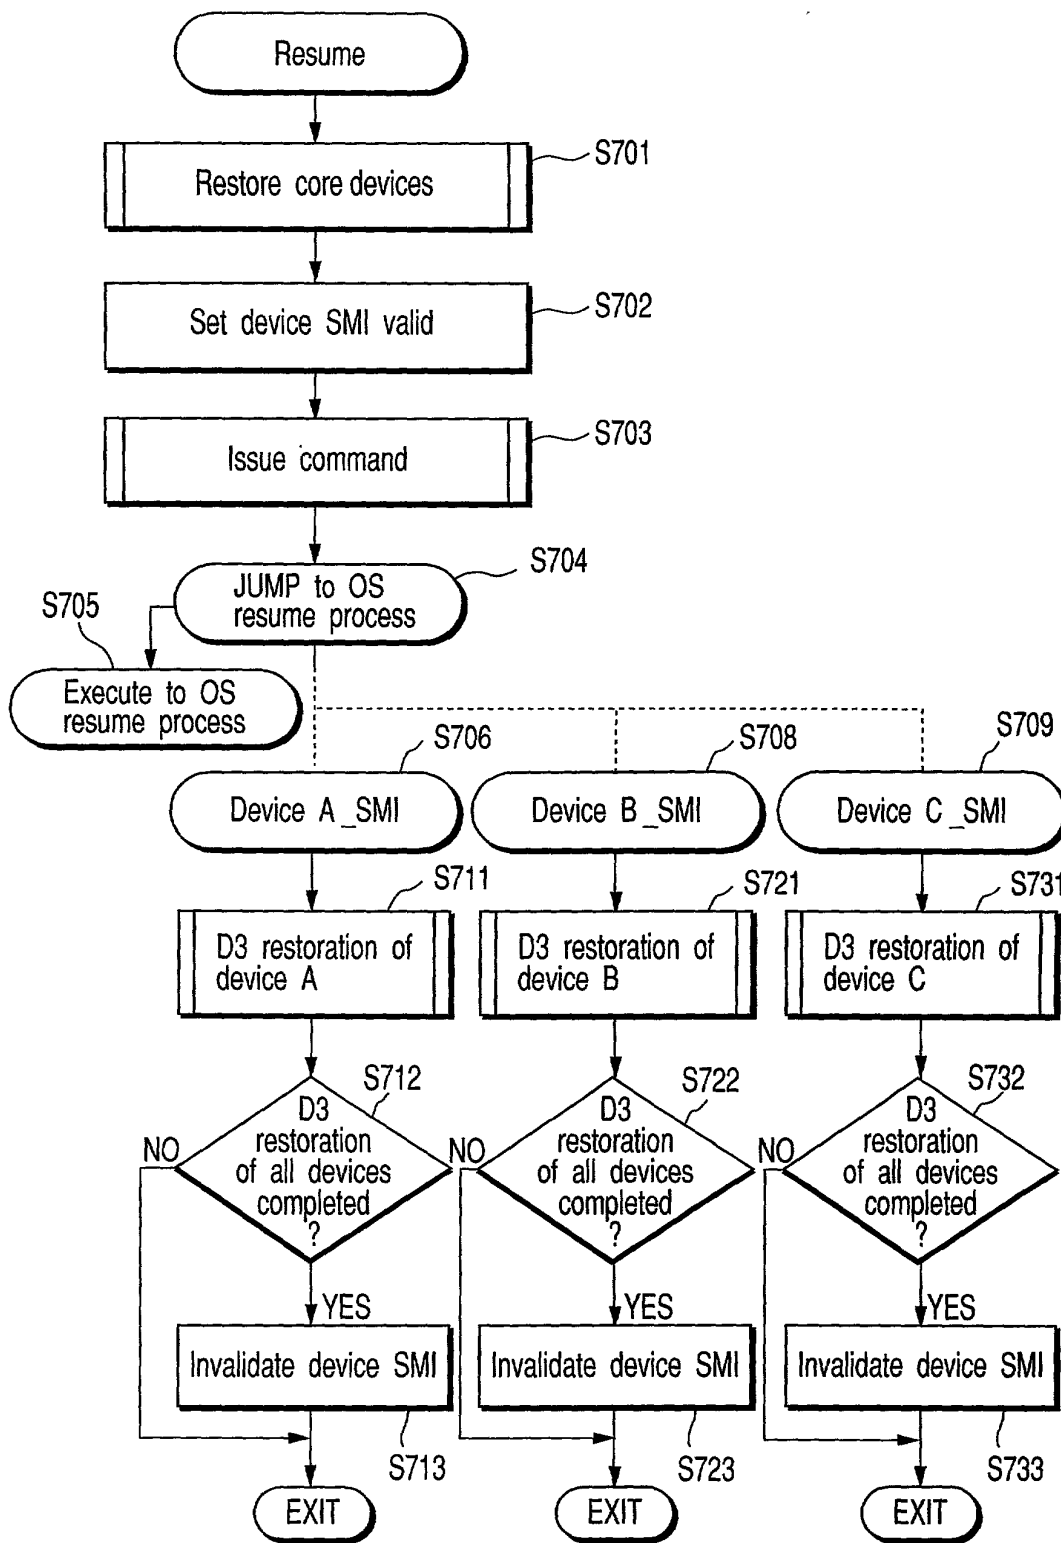 Resume
S701
Restore core devices
S702
Set device SMI valid
S703
Issue command
S704
JUMP to OS
resume process
S705
Execute to OS
resume process
S706
S708
S709
Device A_SMI
Device B_SMI
Device C_SMI
S711
S721
S731
D3 restoration of
device A
D3 restoration of
device B
D3 restoration of
device C
S712
S722
S732
NO
D3
restoration
of all devices
completed
?
NO
D3
restoration
of all devices
completed
?
NO
D3
restoration
of all devices
completed
?
YES
YES
YES
Invalidate device SMI
Invalidate device SMI
Invalidate device SMI
S713
S723
S733
EXIT
EXIT
EXIT